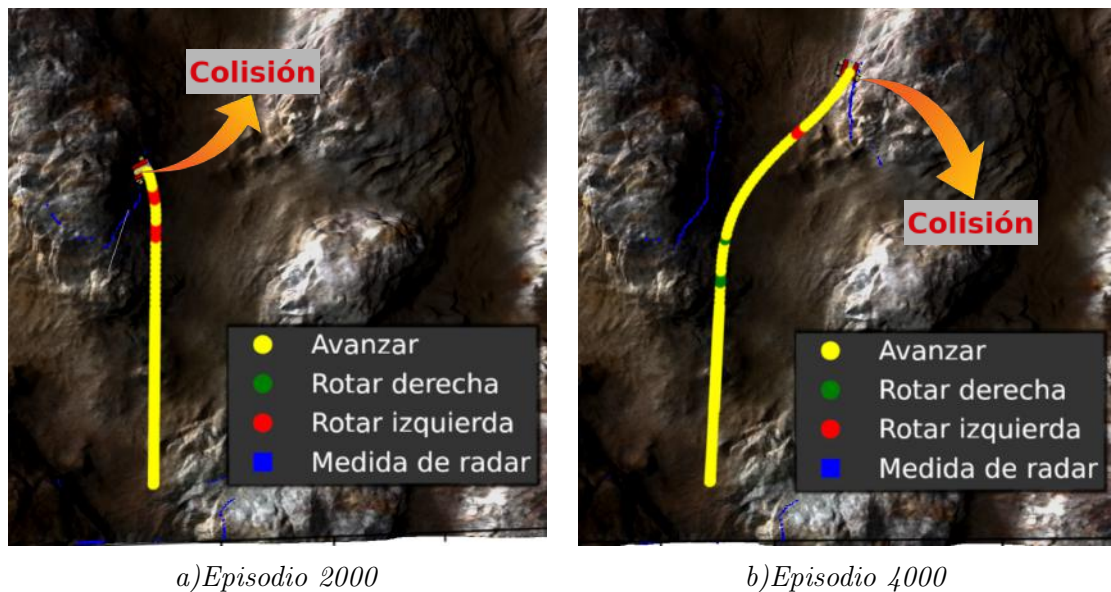 Colisión
Avanzar
Rotar derecha
Rotar izquierda
Medida de radar
a)Episodio 2000
Colisión
Avanzar
Rotar derecha
Rotar izquierda
Medida de radar
b)Episodio 4000